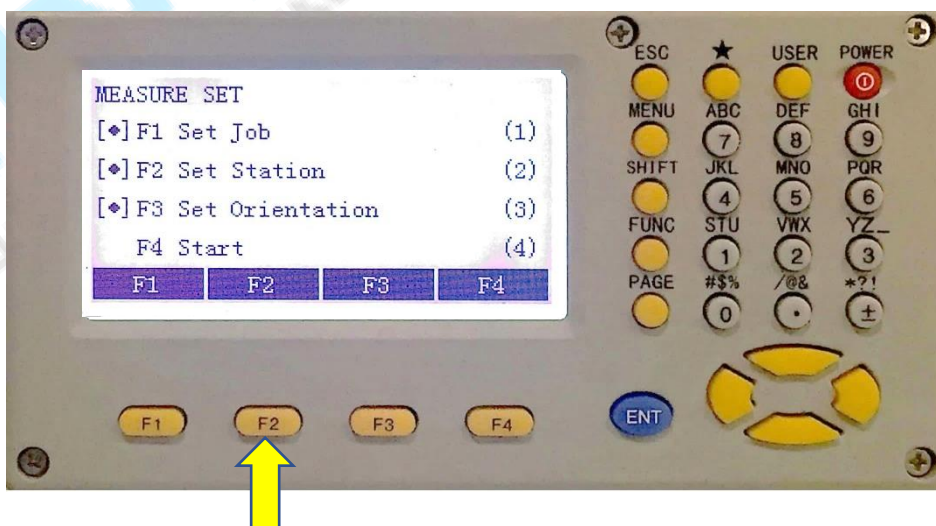 MEASURE SET
[◆] F1 Set Job (1)
[◆] F2 Set Station (2)
[◆] F3 Set Orientation (3)
F4 Start (4)
F1 F2 F3 F4
ESC ★ USER POWER
MENU ABC DEF GHI
7 8 9
SHIFT JKL MNO PQR
4 5 6
FUNC STU VWX YZ_
1 2 3
PAGE #$% /@& *?!
0 • ±
F1 F2 F3 F4 ENT